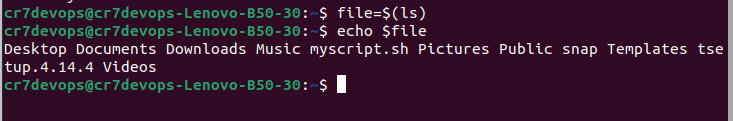 cr7devops@cr7devops-Lenovo-B50-30:~$ file=$(ls)
cr7devops@cr7devops-Lenovo-B50-30:~$ echo $file
Desktop Documents Downloads Music myscript.sh Pictures Public snap Templates tse
tup.4.14.4 Videos
cr7devops@cr7devops-Lenovo-B50-30:~$